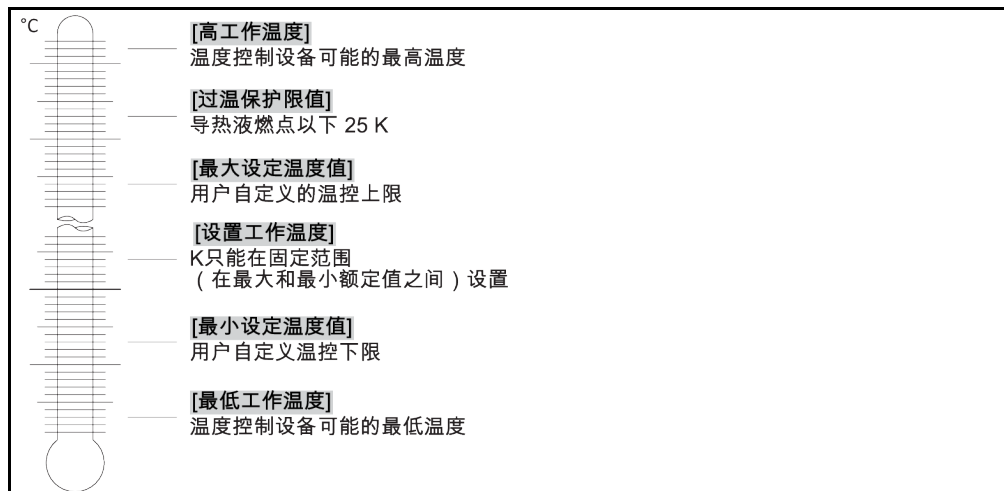 °C
[高工作温度]
温度控制设备可能的最高温度
[过温保护限值]
导热液燃点以下 25 K
[最大设定温度值]
用户自定义的温控上限
[设置工作温度]
K只能在固定范围
（在最大和最小额定值之间）设置
[最小设定温度值]
用户自定义温控下限
[最低工作温度]
温度控制设备可能的最低温度